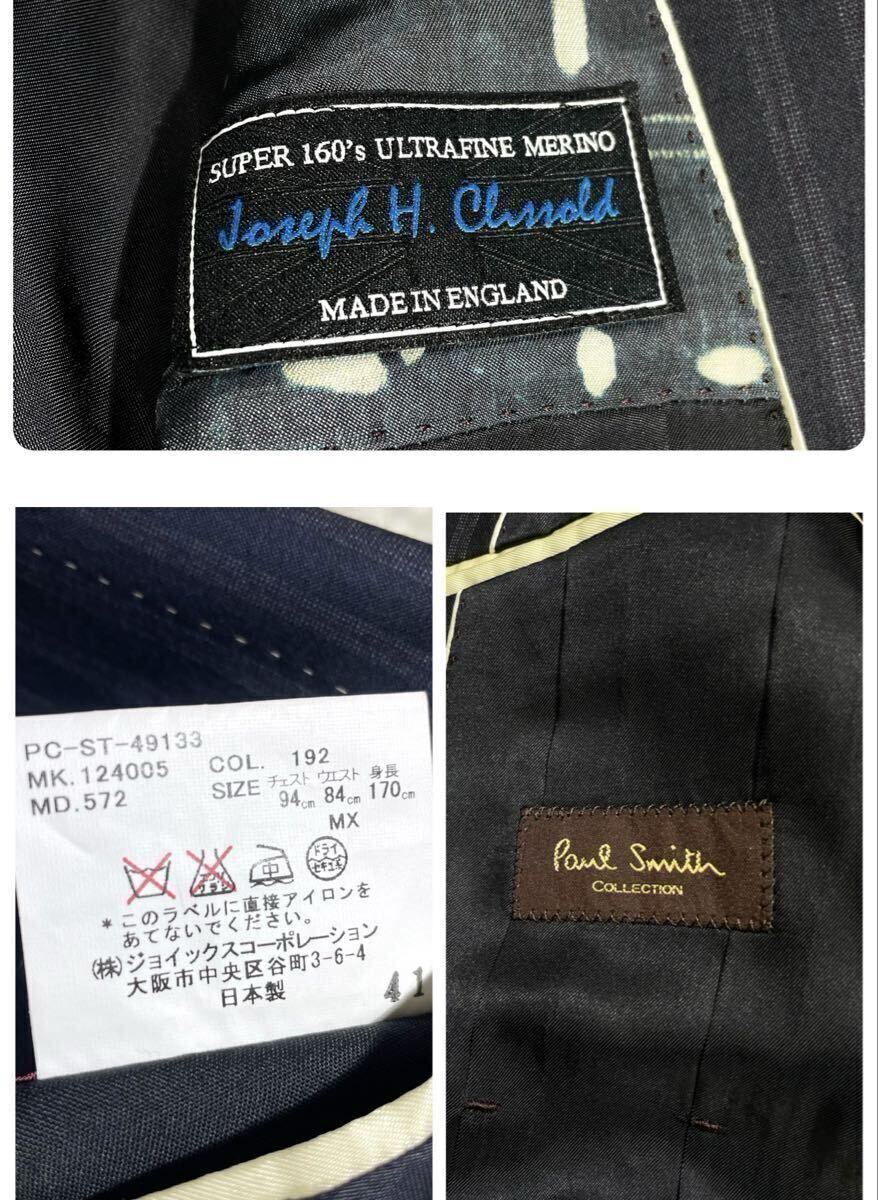 SUPER 160's ULTRAFINE MERINO
Joseph H. Clissold
MADE IN ENGLAND
PC-ST-49133
MK.124005 COL. 192
MD.572 SIZE チェスト ウエスト 身長
94cm 84cm 170cm
MX
ドライ
セキユ系
*このラベルに直接アイロンを
あてないでください。
(株)ジョイックスコーポレーション
大阪市中央区谷町3-6-4
日本製
41
Paul Smith
COLLECTION